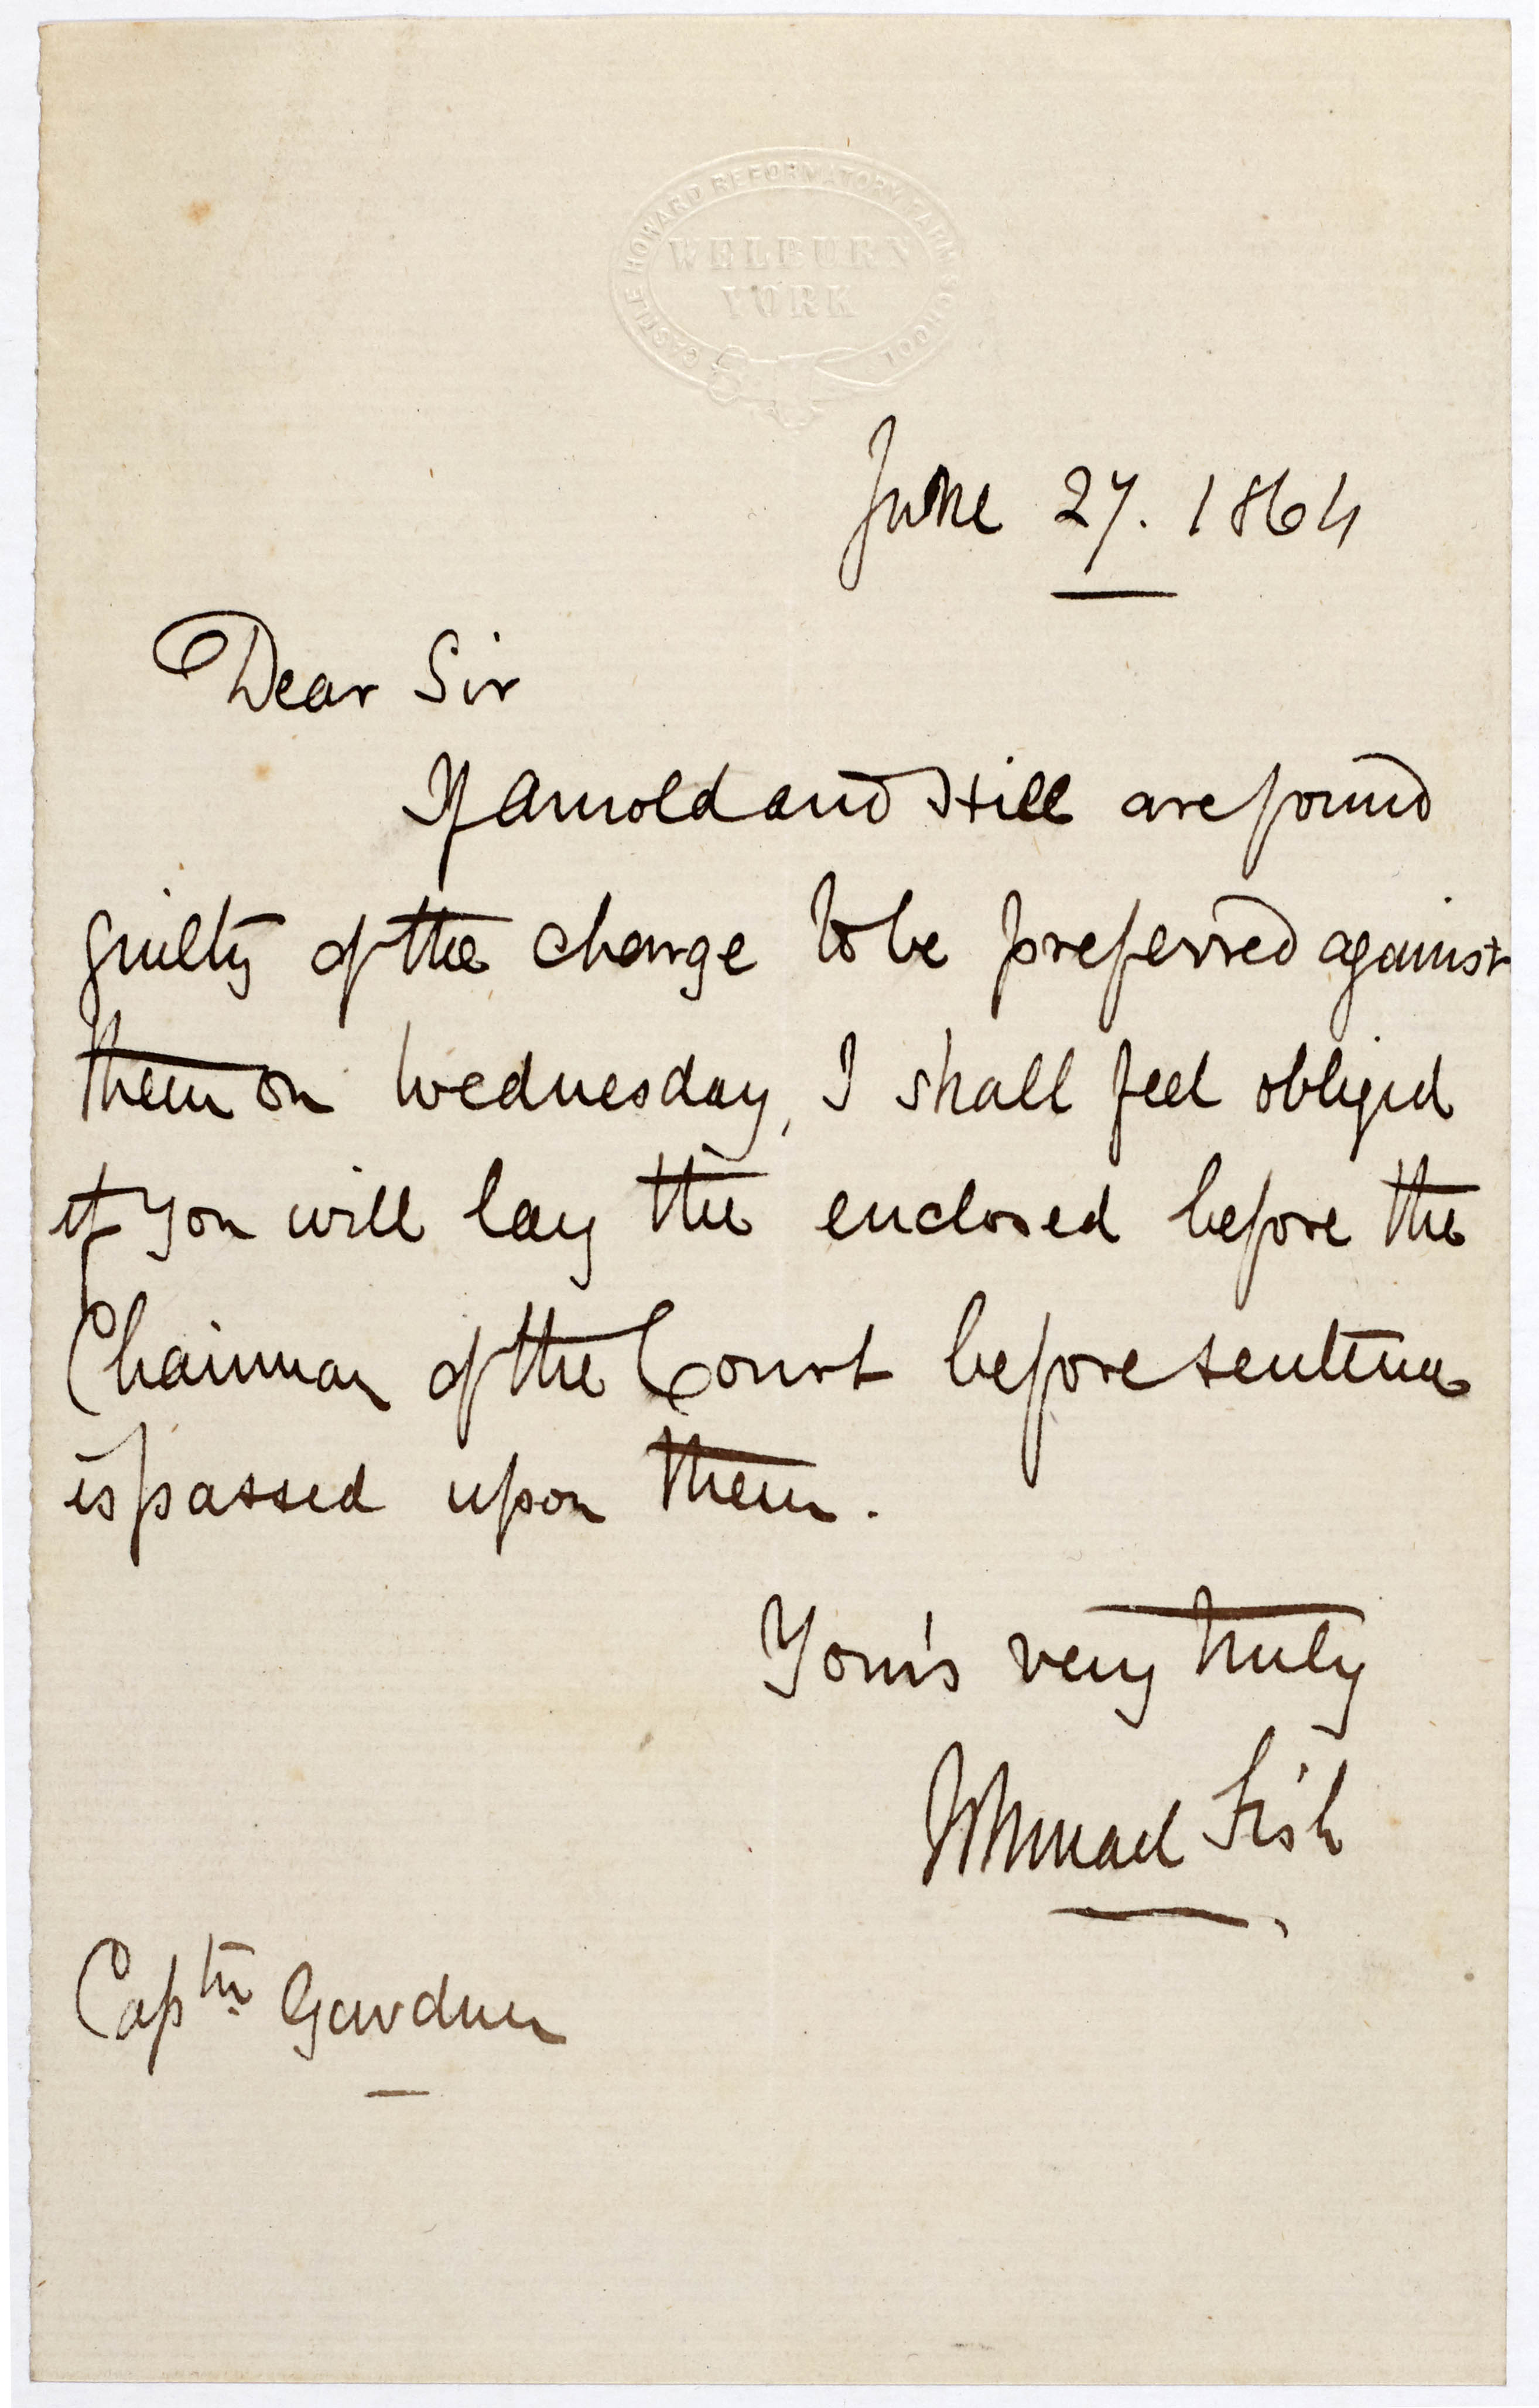 CASTLE HOWARD REFORMATORY FARM SCHOOL
WELBURN
YORK
June 27. 1864
Dear Sir
If Arnold and Hill are found
guilty of the charge to be preferred against
them on Wednesday, I shall feel obliged
if you will lay the enclosed before the
Chairman of the Court before sentence
is passed upon them.
Your's very truly
Fish
Captn Gardner